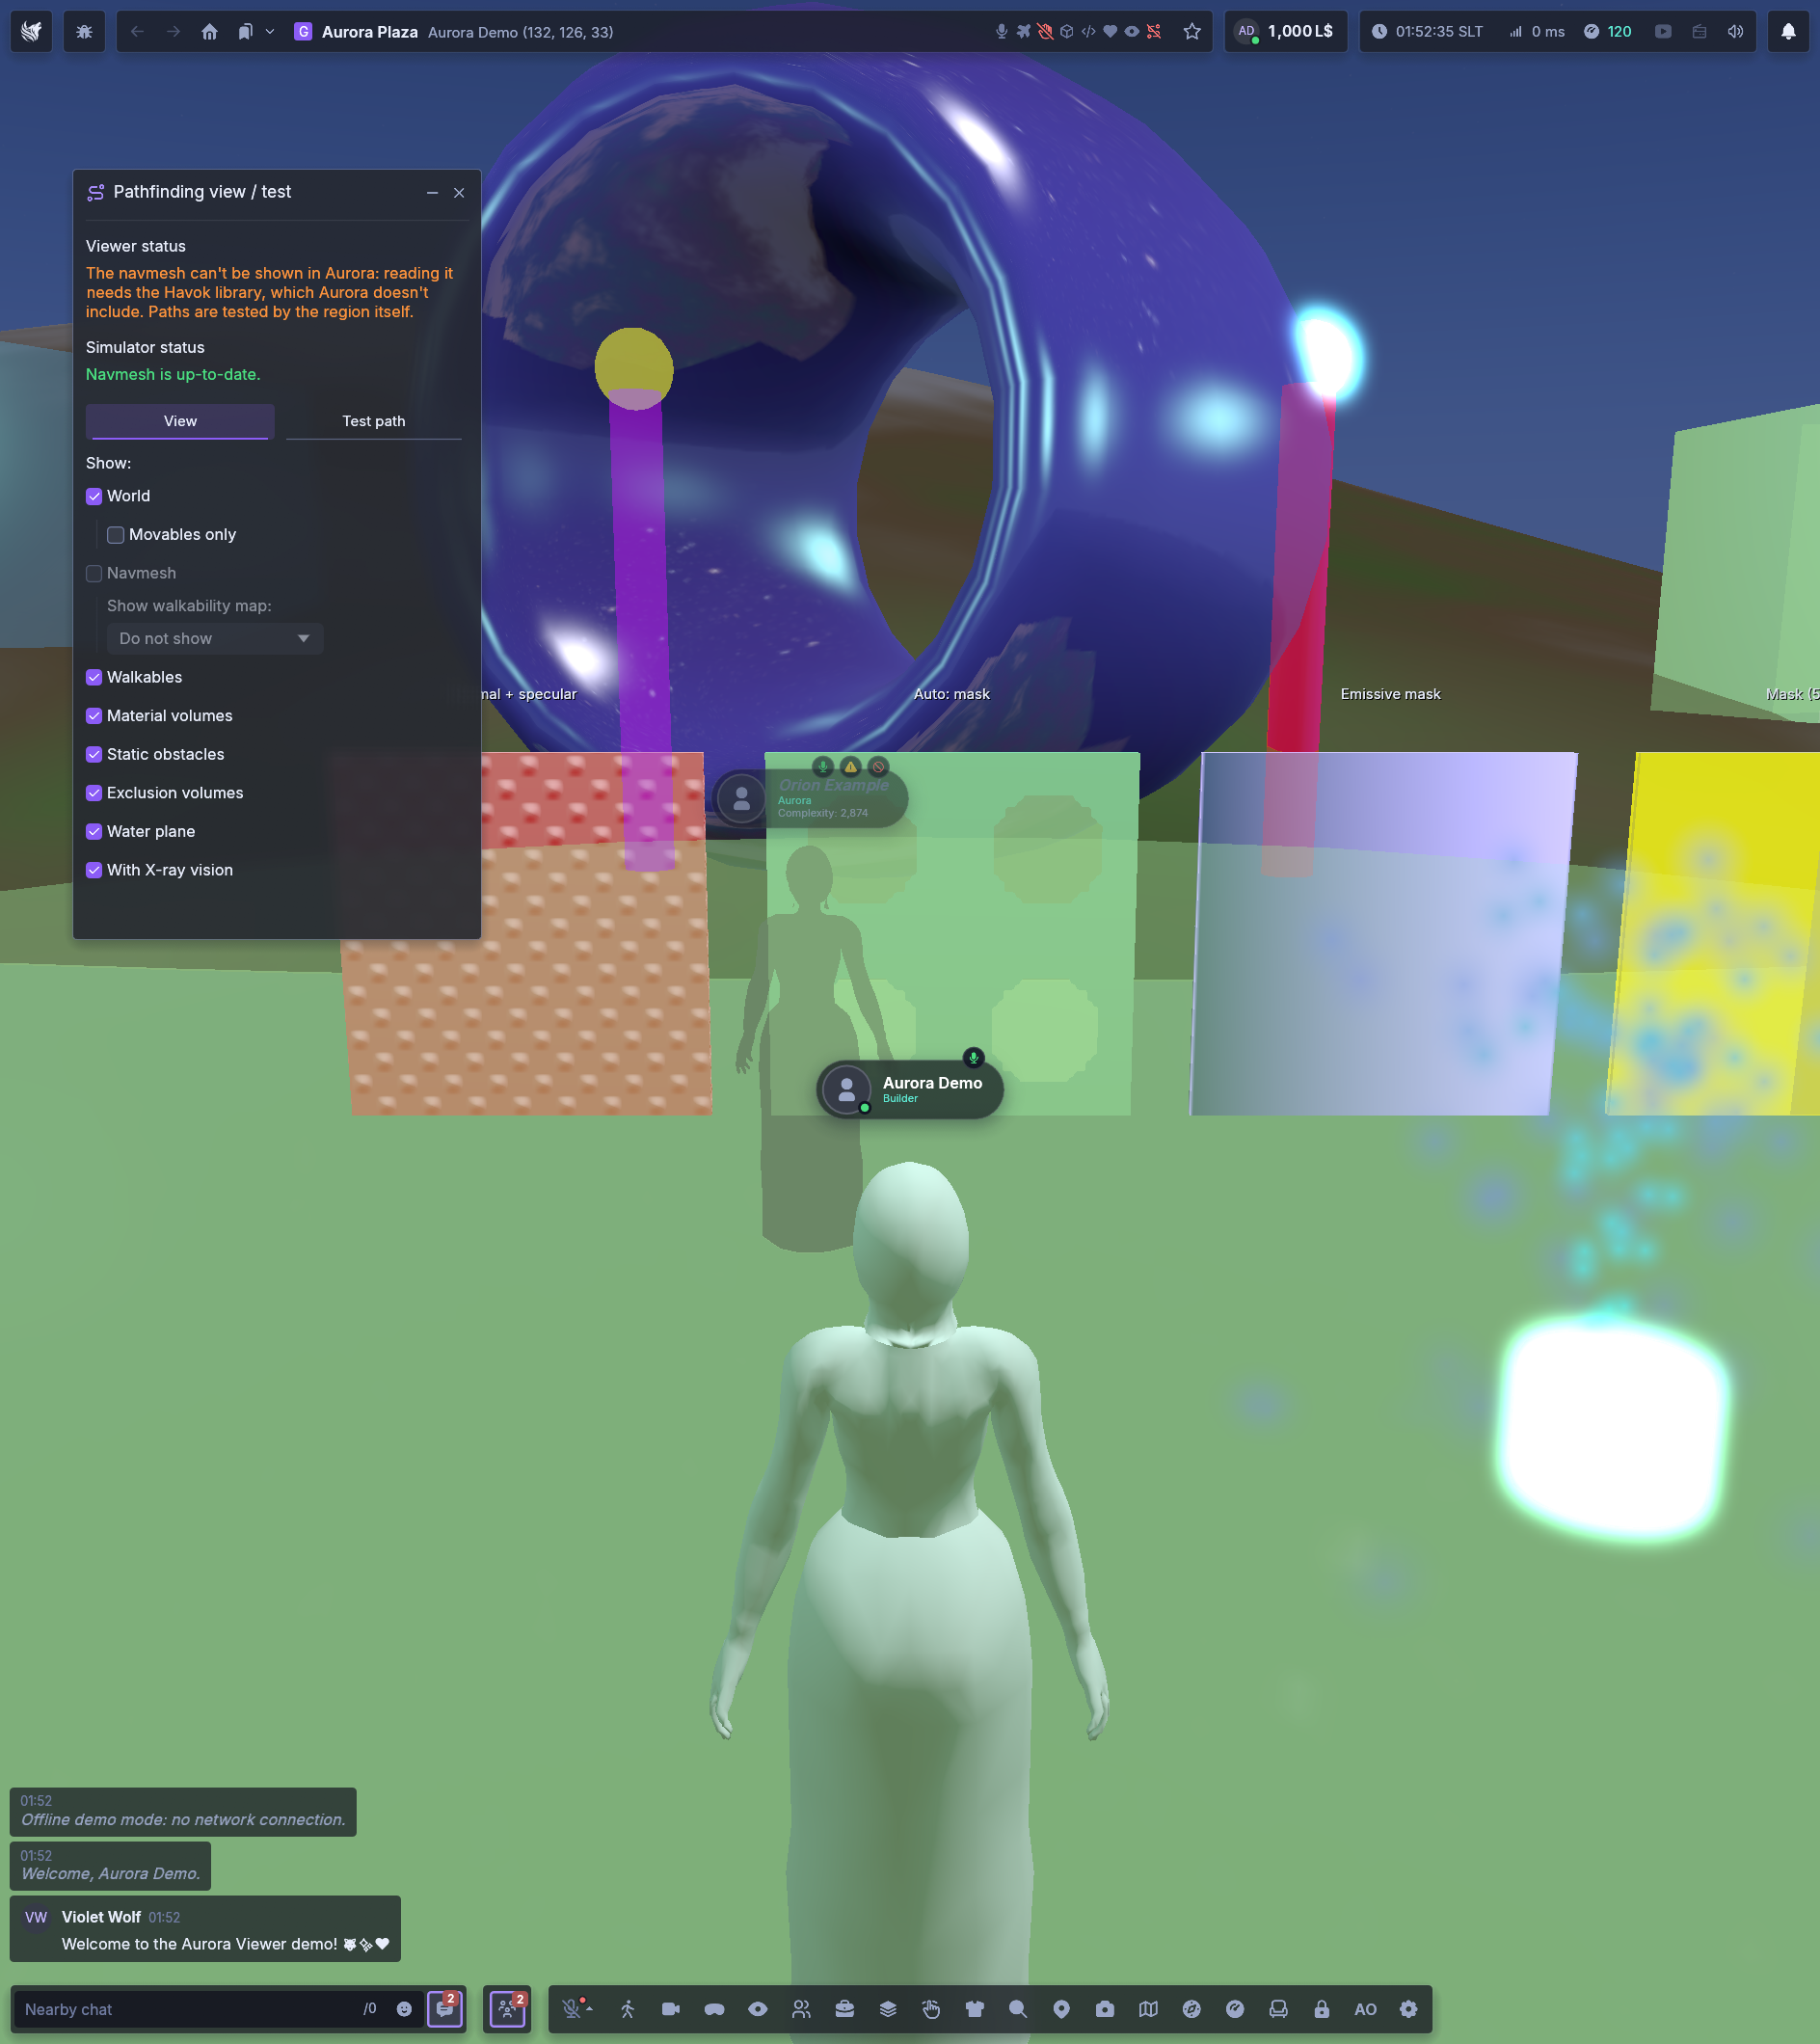 G Aurora Plaza Aurora Demo (132, 126, 33)
AD 1,000 L$
01:52:35 SLT 0 ms 120
Pathfinding view / test
Viewer status
The navmesh can't be shown in Aurora: reading it
needs the Havok library, which Aurora doesn't
include. Paths are tested by the region itself.
Simulator status
Navmesh is up-to-date.
View Test path
Show:
World
Movables only
Navmesh
Show walkability map:
Do not show
Walkables
Material volumes
Static obstacles
Exclusion volumes
Water plane
With X-ray vision
+ specular
Auto: mask
Emissive mask
Mask
Orion Example
Aurora
Complexity: 2,874
Aurora Demo
Builder
01:52
Offline demo mode: no network connection.
01:52
Welcome, Aurora Demo.
VW Violet Wolf 01:52
Welcome to the Aurora Viewer demo!
Nearby chat /0 2
2
AO